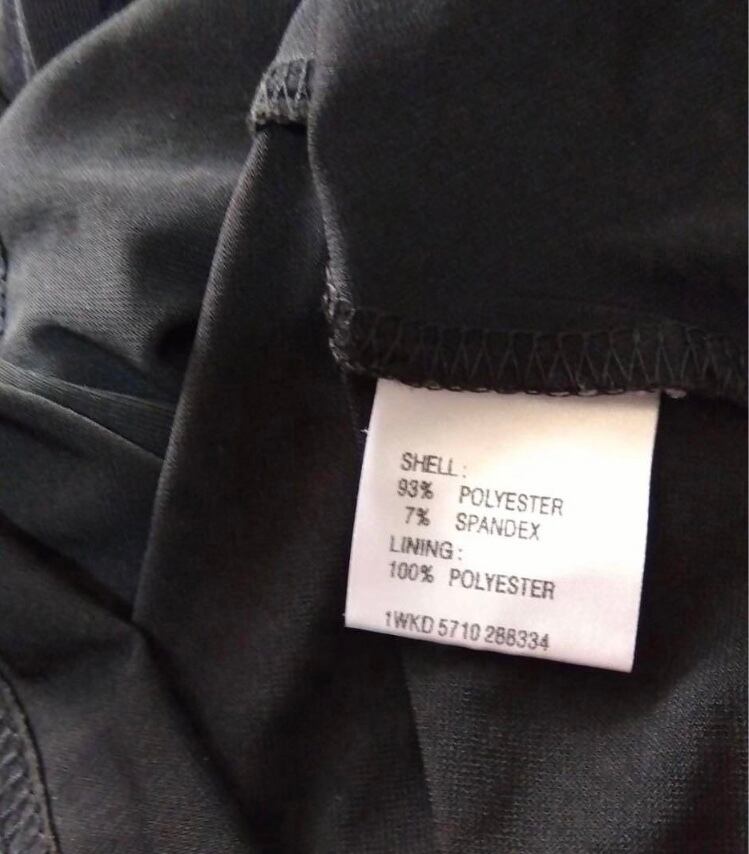 SHELL:
93% POLYESTER
7% SPANDEX
LINING:
100% POLYESTER
1WKD 5710 288334